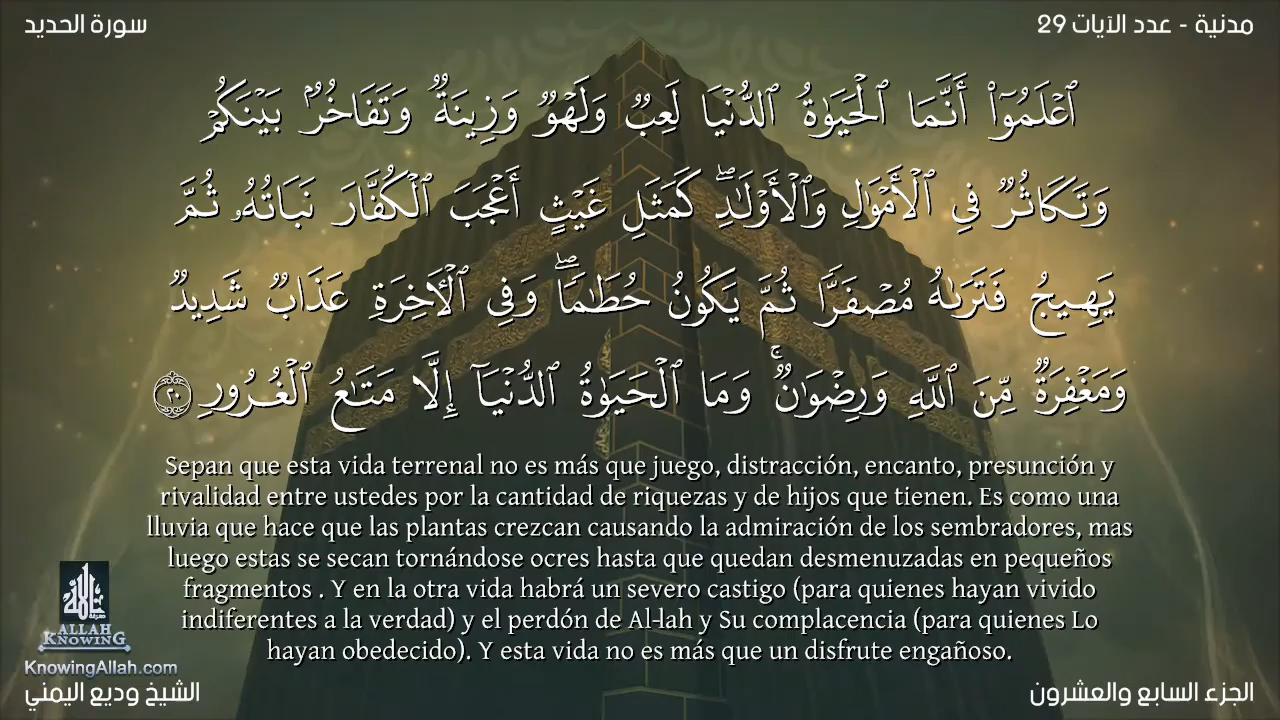 سورة الحديد
مدنية - عدد الآيات 29
ٱعْلَمُوٓا۟ أَنَّمَا ٱلْحَيَوٰةُ ٱلدُّنْيَا لَعِبٌ وَلَهْوٌ وَزِينَةٌ وَتَفَاخُرٌۢ بَيْنَكُمْ
وَتَكَاثُرٌ فِى ٱلْأَمْوَٰلِ وَٱلْأَوْلَٰدِ ۖ كَمَثَلِ غَيْثٍ أَعْجَبَ ٱلْكُفَّارَ نَبَاتُهُۥ ثُمَّ
يَهِيجُ فَتَرَىٰهُ مُصْفَرًّا ثُمَّ يَكُونُ حُطَٰمًا ۖ وَفِى ٱلْءَاخِرَةِ عَذَابٌ شَدِيدٌ
وَمَغْفِرَةٌ مِّنَ ٱللَّهِ وَرِضْوَٰنٌ ۚ وَمَا ٱلْحَيَوٰةُ ٱلدُّنْيَآ إِلَّا مَتَٰعُ ٱلْغُرُورِ ٢٠
Sepan que esta vida terrenal no es más que juego, distracción, encanto, presunción y
rivalidad entre ustedes por la cantidad de riquezas y de hijos que tienen. Es como una
lluvia que hace que las plantas crezcan causando la admiración de los sembradores, mas
luego estas se secan tornándose ocres hasta que quedan desmenuzadas en pequeños
fragmentos . Y en la otra vida habrá un severo castigo (para quienes hayan vivido
indiferentes a la verdad) y el perdón de Al-lah y Su complacencia (para quienes Lo
hayan obedecido). Y esta vida no es más que un disfrute engañoso.
ALLAH
KNOWING
KnowingAllah.com
الشيخ وديع اليمني
الجزء السابع والعشرون